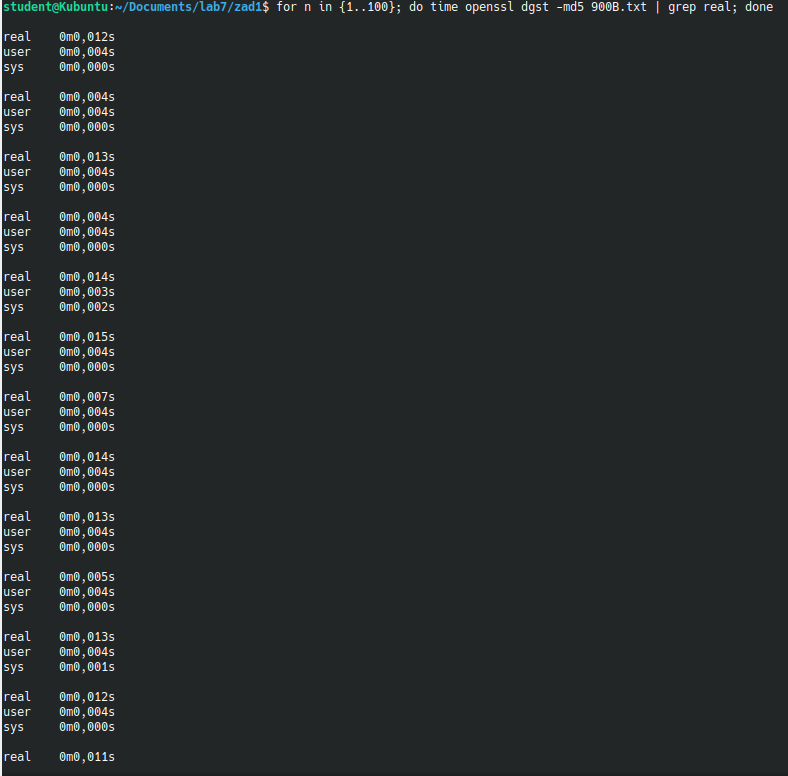 student@Kubuntu:~/Documents/lab7/zad1$ for n in {1..100}; do time openssl dgst -md5 900B.txt | grep real; done
real 0m0,012s
user 0m0,004s
sys 0m0,000s
real 0m0,004s
user 0m0,004s
sys 0m0,000s
real 0m0,013s
user 0m0,004s
sys 0m0,000s
real 0m0,004s
user 0m0,004s
sys 0m0,000s
real 0m0,014s
user 0m0,003s
sys 0m0,002s
real 0m0,015s
user 0m0,004s
sys 0m0,000s
real 0m0,007s
user 0m0,004s
sys 0m0,000s
real 0m0,014s
user 0m0,004s
sys 0m0,000s
real 0m0,013s
user 0m0,004s
sys 0m0,000s
real 0m0,005s
user 0m0,004s
sys 0m0,000s
real 0m0,013s
user 0m0,004s
sys 0m0,001s
real 0m0,012s
user 0m0,004s
sys 0m0,000s
real 0m0,011s